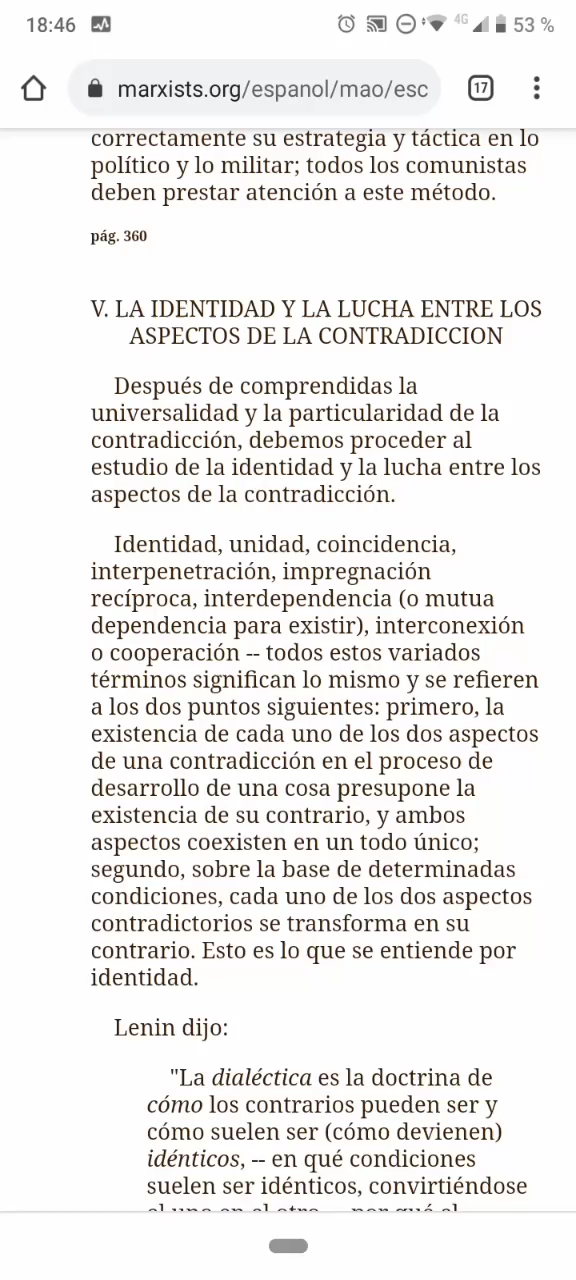 18:46
4G
53 %
marxists.org/espanol/mao/esc
17
correctamente su estrategia y táctica en lo
político y lo militar; todos los comunistas
deben prestar atención a este método.
pág. 360
V. LA IDENTIDAD Y LA LUCHA ENTRE LOS
ASPECTOS DE LA CONTRADICCION
Después de comprendidas la
universalidad y la particularidad de la
contradicción, debemos proceder al
estudio de la identidad y la lucha entre los
aspectos de la contradicción.
Identidad, unidad, coincidencia,
interpenetración, impregnación
recíproca, interdependencia (o mutua
dependencia para existir), interconexión
o cooperación -- todos estos variados
términos significan lo mismo y se refieren
a los dos puntos siguientes: primero, la
existencia de cada uno de los dos aspectos
de una contradicción en el proceso de
desarrollo de una cosa presupone la
existencia de su contrario, y ambos
aspectos coexisten en un todo único;
segundo, sobre la base de determinadas
condiciones, cada uno de los dos aspectos
contradictorios se transforma en su
contrario. Esto es lo que se entiende por
identidad.
Lenin dijo:
"La dialéctica es la doctrina de
cómo los contrarios pueden ser y
cómo suelen ser (cómo devienen)
idénticos, -- en qué condiciones
suelen ser idénticos, convirtiéndose